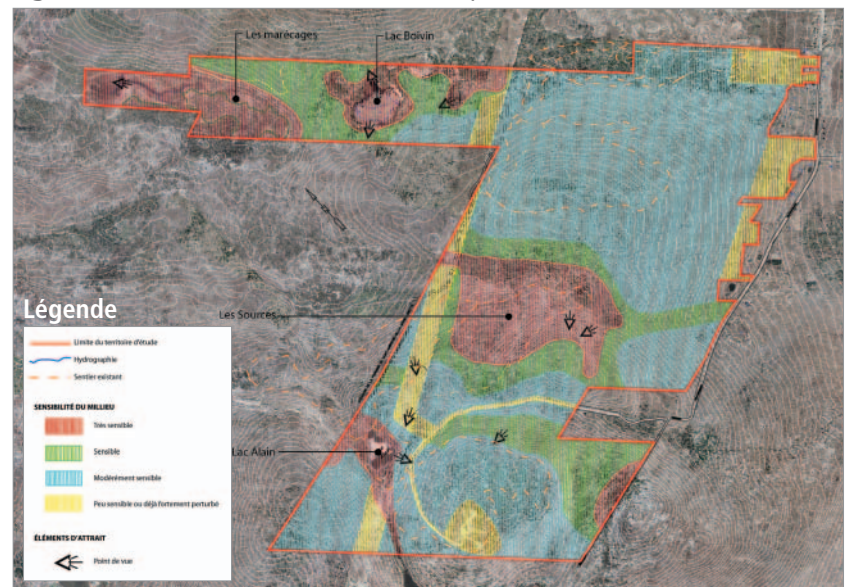 Les marécages
Lac Boivin
Les Sources
Lac Alain
Légende
Limite du territoire d'étude
Hydrographie
Sentier existant
SENSIBILITÉ DU MILLIEU
Très sensible
Sensible
Modérément sensible
Peu sensible ou déjà fortement perturbé
ÉLÉMENTS D'ATTRAIT
Point de vue